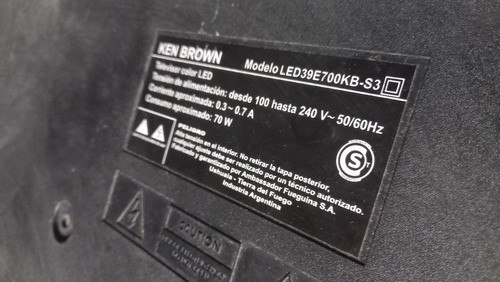 KEN BROWN Modelo LED39E700KB-S3
Televisor color LED
Tensión de alimentación: desde 100 hasta 240 V~ 50/60Hz
Corriente aproximada: 0.3 ~ 0.7 A
Consumo aproximado: 70 W
PELIGRO
Alta tensión en el interior. No retirar la tapa posterior,
Cualquier ajuste debe ser realizado por un técnico autorizado.
Fabricado y garantizado por Ambassador Fueguina S.A.
Ushuaia - Tierra del Fuego
Industria Argentina
S
CAUTION